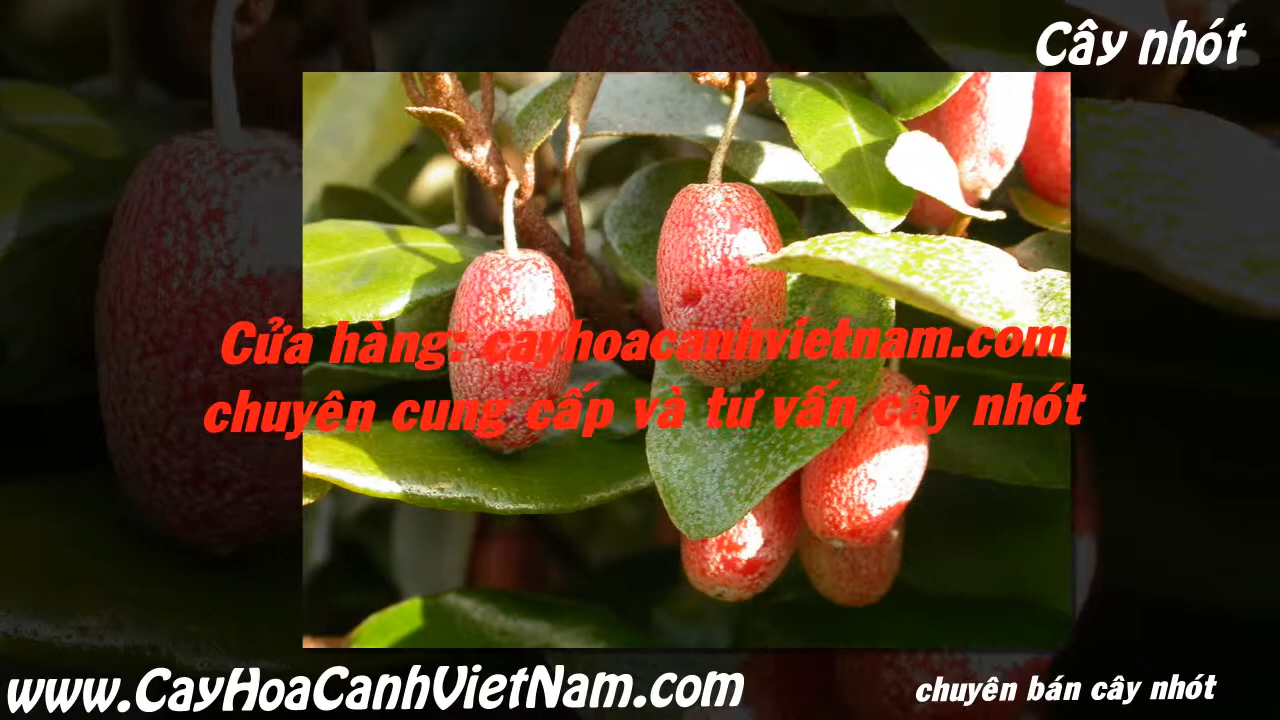 Cây nhót
Cửa hàng: cayhoacanhvietnam.com
chuyên cung cấp và tư vấn cây nhót
www.CayHoaCanhVietNam.com
chuyên bán cây nhót